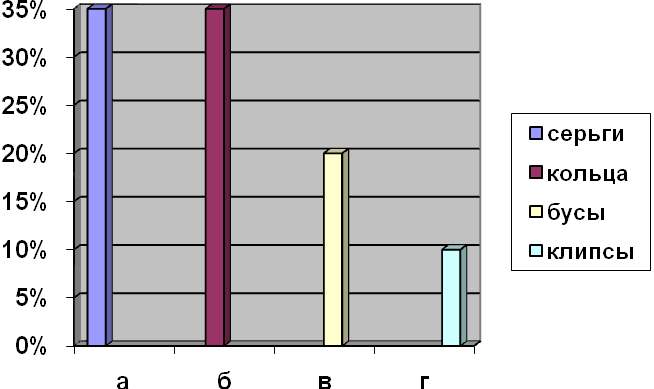 35%
30%
25%
20%
15%
10%
5%
0%
а б в г
серьги
кольца
бусы
клипсы